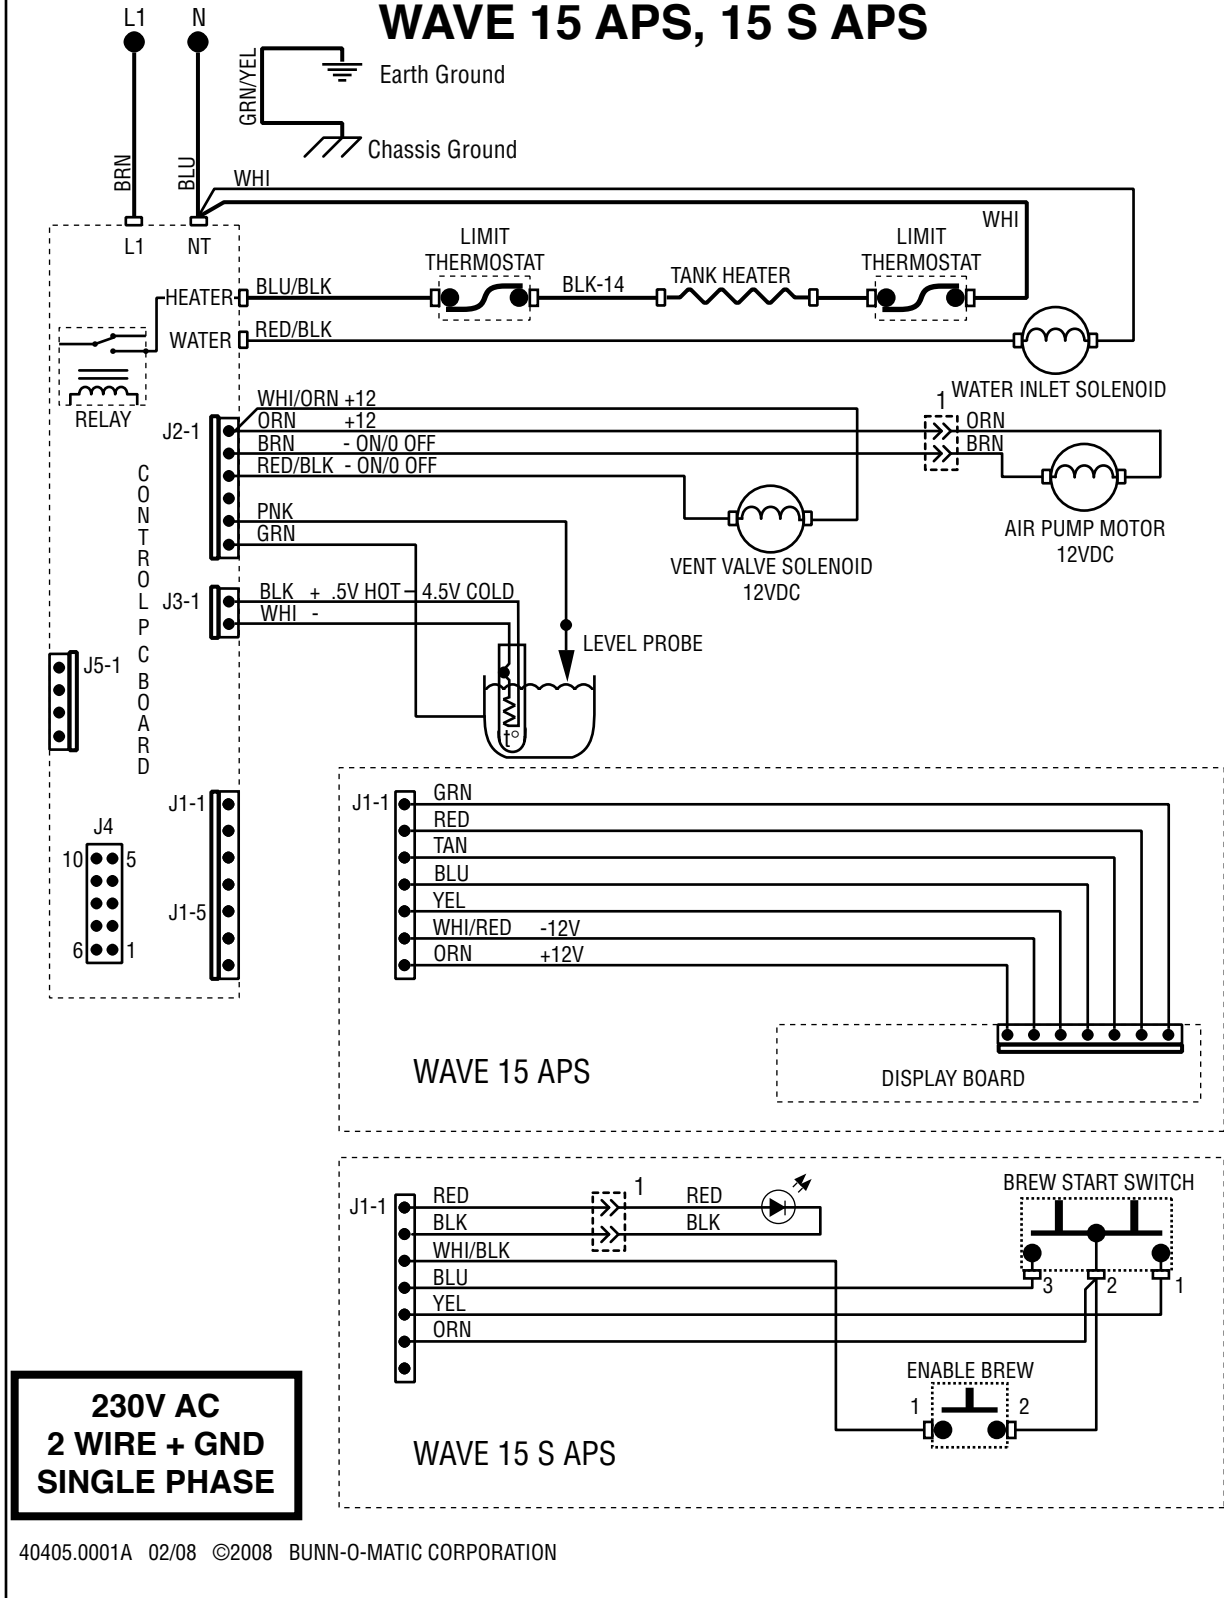 WAVE 15 APS, 15 S APS
L1 N
GRN/YEL
Earth Ground
Chassis Ground
BRN
BLU
WHI
WHI
L1 NT
LIMIT
THERMOSTAT
LIMIT
THERMOSTAT
HEATER
BLU/BLK
BLK-14
TANK HEATER
WATER
RED/BLK
WATER INLET SOLENOID
RELAY
J2-1
WHI/ORN +12
ORN +12
BRN - ON/0 OFF
RED/BLK - ON/0 OFF
1
ORN
BRN
AIR PUMP MOTOR
12VDC
PNK
GRN
VENT VALVE SOLENOID
12VDC
CONTROL P C BOARD
J3-1
BLK + .5V HOT – 4.5V COLD
WHI -
LEVEL PROBE
t°
J5-1
J1-1
J1-5
J4
10 5
6 1
J1-1
GRN
RED
TAN
BLU
YEL
WHI/RED -12V
ORN +12V
WAVE 15 APS
DISPLAY BOARD
J1-1
RED
BLK
WHI/BLK
BLU
YEL
ORN
1
RED
BLK
BREW START SWITCH
3 2 1
ENABLE BREW
1 2
WAVE 15 S APS
230V AC
2 WIRE + GND
SINGLE PHASE
40405.0001A 02/08 ©2008 BUNN-O-MATIC CORPORATION